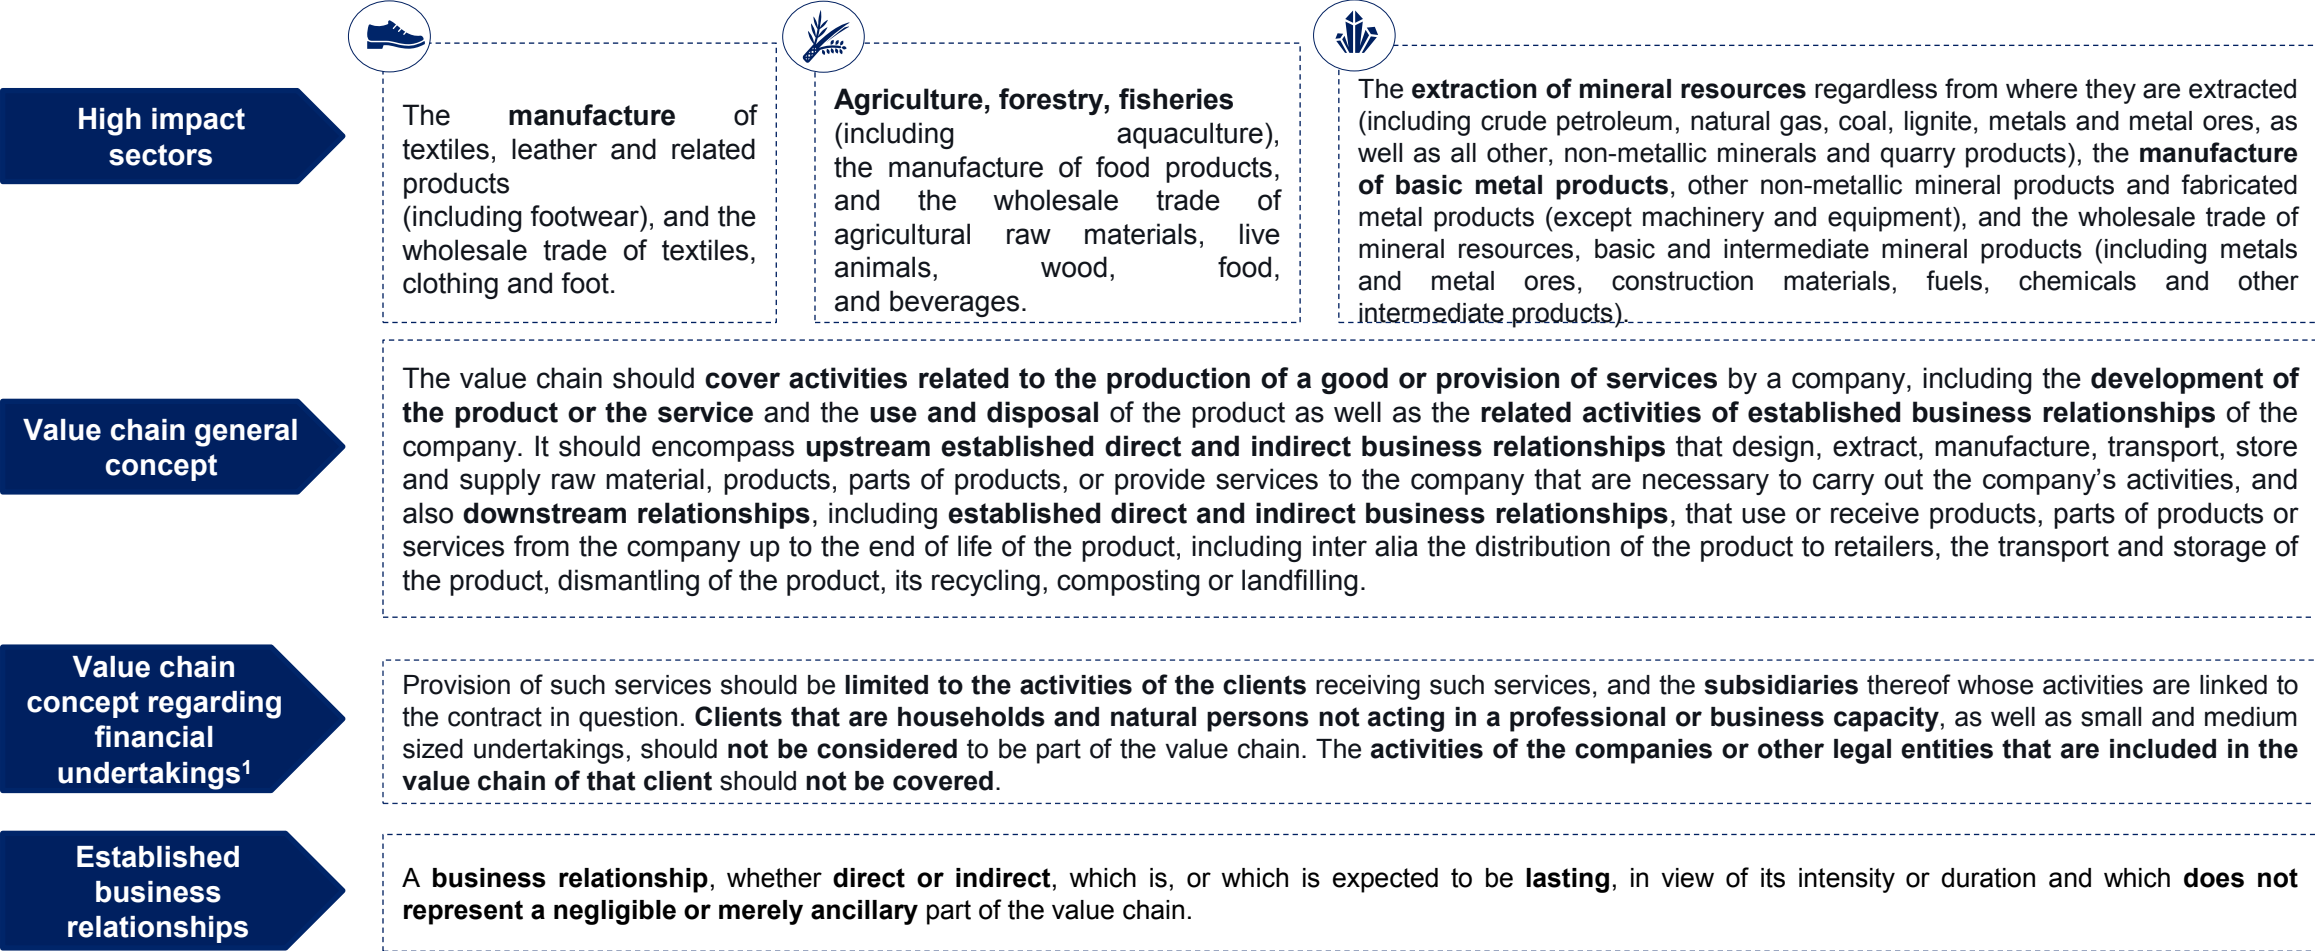 High impact
sectors
The manufacture of
textiles, leather and related
products
(including footwear), and the
wholesale trade of textiles,
clothing and foot.
Agriculture, forestry, fisheries
(including aquaculture),
the manufacture of food products,
and the wholesale trade of
agricultural raw materials, live
animals, wood, food,
and beverages.
The extraction of mineral resources regardless from where they are extracted
(including crude petroleum, natural gas, coal, lignite, metals and metal ores, as
well as all other, non-metallic minerals and quarry products), the manufacture
of basic metal products, other non-metallic mineral products and fabricated
metal products (except machinery and equipment), and the wholesale trade of
mineral resources, basic and intermediate mineral products (including metals
and metal ores, construction materials, fuels, chemicals and other
intermediate products).
Value chain general
concept
The value chain should cover activities related to the production of a good or provision of services by a company, including the development of
the product or the service and the use and disposal of the product as well as the related activities of established business relationships of the
company. It should encompass upstream established direct and indirect business relationships that design, extract, manufacture, transport, store
and supply raw material, products, parts of products, or provide services to the company that are necessary to carry out the company’s activities, and
also downstream relationships, including established direct and indirect business relationships, that use or receive products, parts of products or
services from the company up to the end of life of the product, including inter alia the distribution of the product to retailers, the transport and storage of
the product, dismantling of the product, its recycling, composting or landfilling.
Value chain
concept regarding
financial
undertakings¹
Provision of such services should be limited to the activities of the clients receiving such services, and the subsidiaries thereof whose activities are linked to
the contract in question. Clients that are households and natural persons not acting in a professional or business capacity, as well as small and medium
sized undertakings, should not be considered to be part of the value chain. The activities of the companies or other legal entities that are included in the
value chain of that client should not be covered.
Established
business
relationships
A business relationship, whether direct or indirect, which is, or which is expected to be lasting, in view of its intensity or duration and which does not
represent a negligible or merely ancillary part of the value chain.